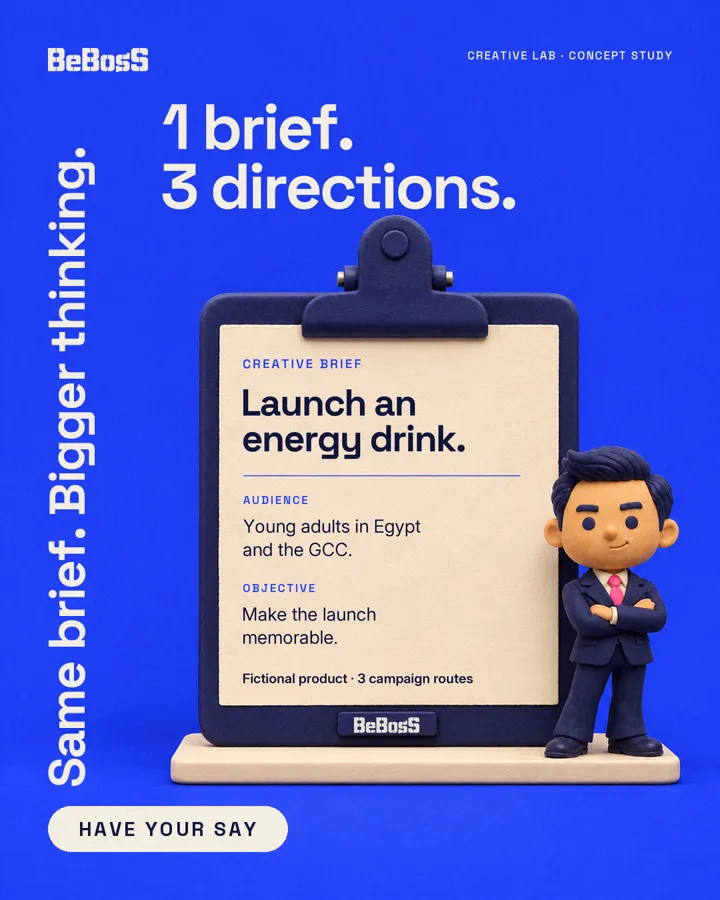 BeBosS
CREATIVE LAB · CONCEPT STUDY
1 brief.
3 directions.
Same brief. Bigger thinking.
CREATIVE BRIEF
Launch an
energy drink.
AUDIENCE
Young adults in Egypt
and the GCC.
OBJECTIVE
Make the launch
memorable.
Fictional product · 3 campaign routes
BeBosS
HAVE YOUR SAY